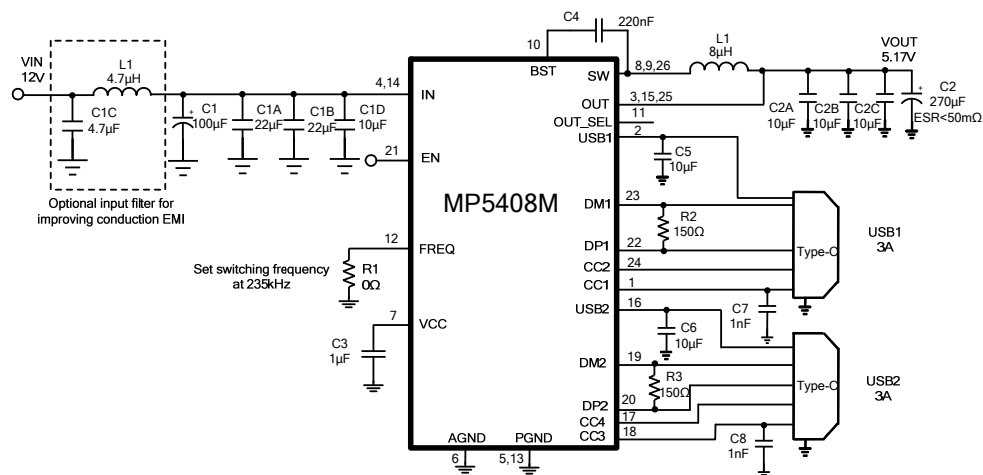 C4
220nF
10
BST
VIN
12V
L1
4.7µH
C1C
4.7µF
Optional input filter for
improving conduction EMI
C1
100µF
C1A
22µF
C1B
22µF
C1D
10µF
4,14
IN
21
EN
MP5408M
12
FREQ
Set switching frequency
at 235kHz
R1
0Ω
7
VCC
C3
1µF
AGND
6
PGND
5,13
SW
8,9,26
L1
8µH
VOUT
5.17V
OUT
3,15,25
OUT_SEL
11
C2A
10µF
C2B
10µF
C2C
10µF
C2
270µF
ESR<50mΩ
USB1
2
C5
10µF
DM1
23
R2
150Ω
DP1
22
CC2
24
CC1
1
C7
1nF
Type-C
USB1
3A
USB2
16
C6
10µF
DM2
19
R3
150Ω
DP2
20
CC4
17
CC3
18
C8
1nF
Type-C
USB2
3A